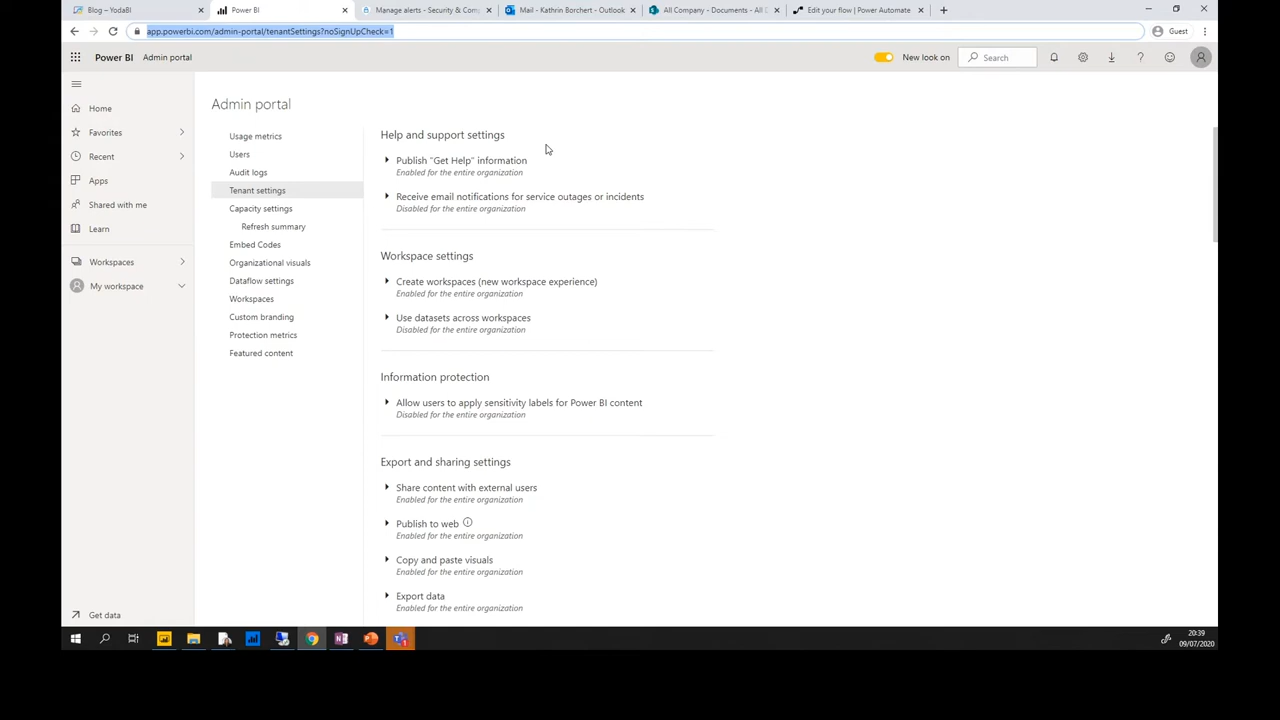 Blog – YodaBI
Power BI
Manage alerts - Security & Com
Mail - Kathrin Borchert - Outlook
All Company - Documents - All D
Edit your flow | Power Automate
app.powerbi.com/admin-portal/tenantSettings?noSignUpCheck=1
Guest
Power BI
Admin portal
New look on
Search
Home
Favorites
Recent
Apps
Shared with me
Learn
Workspaces
My workspace
Get data
Admin portal
Usage metrics
Users
Audit logs
Tenant settings
Capacity settings
Refresh summary
Embed Codes
Organizational visuals
Dataflow settings
Workspaces
Custom branding
Protection metrics
Featured content
Help and support settings
Publish "Get Help" information
Enabled for the entire organization
Receive email notifications for service outages or incidents
Disabled for the entire organization
Workspace settings
Create workspaces (new workspace experience)
Enabled for the entire organization
Use datasets across workspaces
Disabled for the entire organization
Information protection
Allow users to apply sensitivity labels for Power BI content
Disabled for the entire organization
Export and sharing settings
Share content with external users
Enabled for the entire organization
Publish to web
Enabled for the entire organization
Copy and paste visuals
Enabled for the entire organization
Export data
Enabled for the entire organization
20:39
09/07/2020